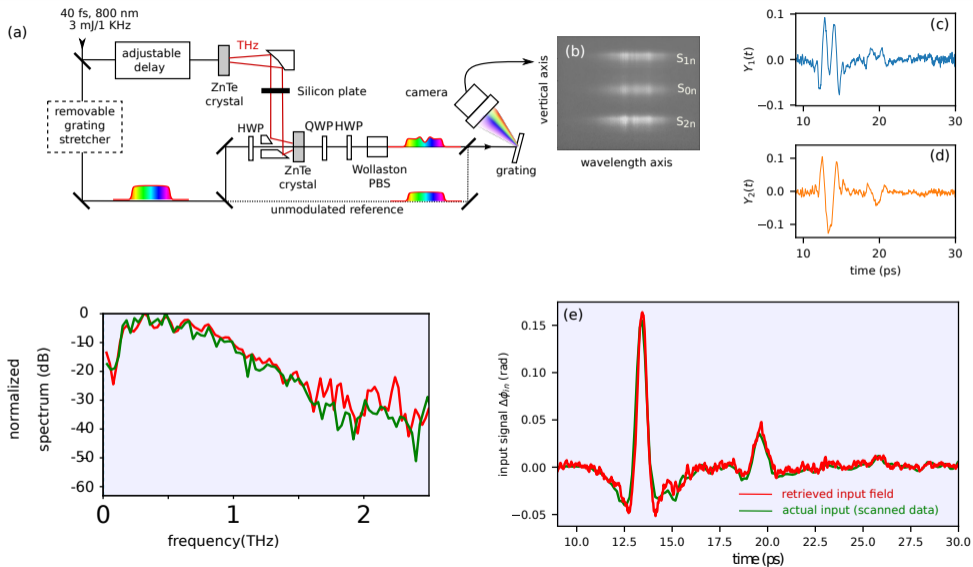 (a)
40 fs, 800 nm
3 mJ/1 KHz
adjustable
delay
THz
ZnTe
crystal
Silicon plate
removable
grating
stretcher
HWP
QWP HWP
ZnTe
crystal
Wollaston
PBS
unmodulated reference
camera
grating
(b)
vertical axis
S1n
S0n
S2n
wavelength axis
(c)
Y1(t)
0.1
0.0
−0.1
10
20
30
(d)
Y2(t)
0.1
0.0
−0.1
10
20
30
time (ps)
normalized
spectrum (dB)
0
-10
-20
-30
-40
-50
-60
0
1
2
frequency(THz)
(e)
input signal Δϕin (rad)
0.15
0.10
0.05
0.00
−0.05
retrieved input field
actual input (scanned data)
10.0
12.5
15.0
17.5
20.0
22.5
25.0
27.5
30.0
time (ps)